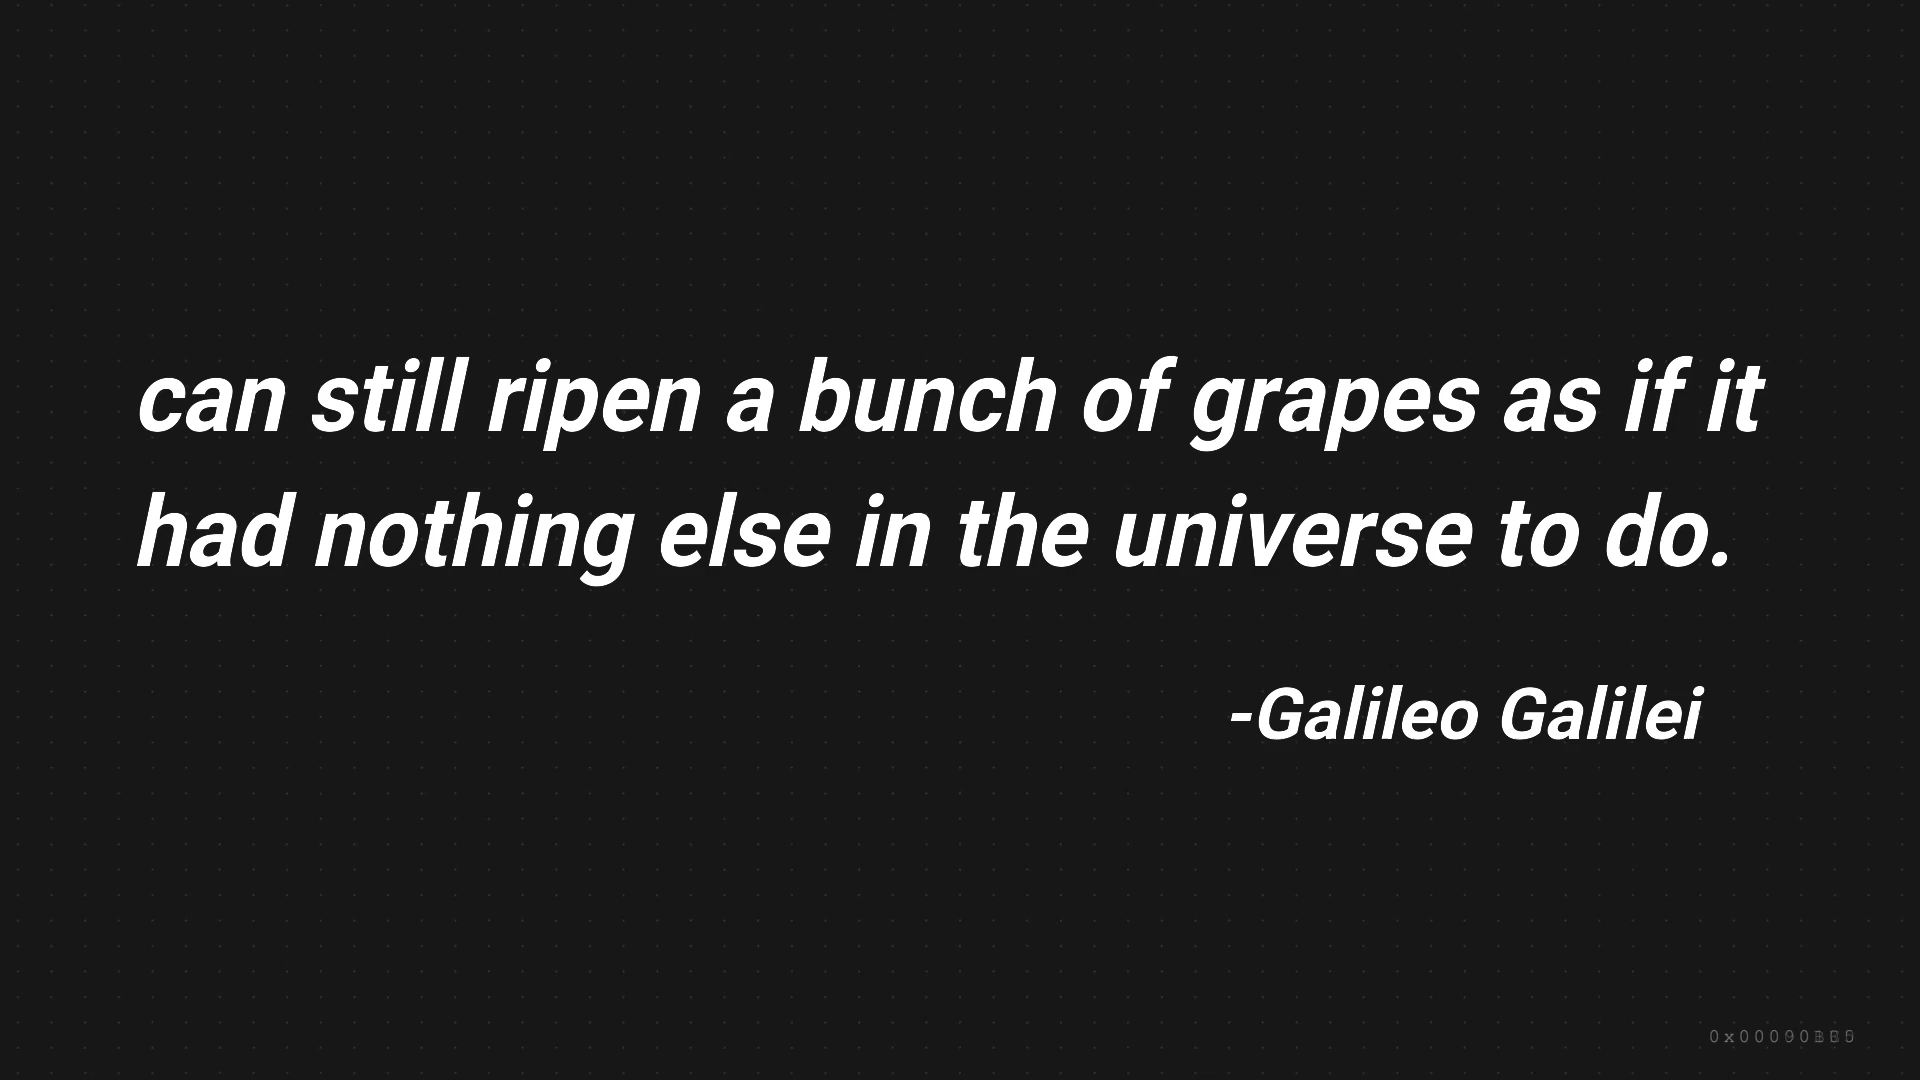 can still ripen a bunch of grapes as if it
had nothing else in the universe to do.
-Galileo Galilei